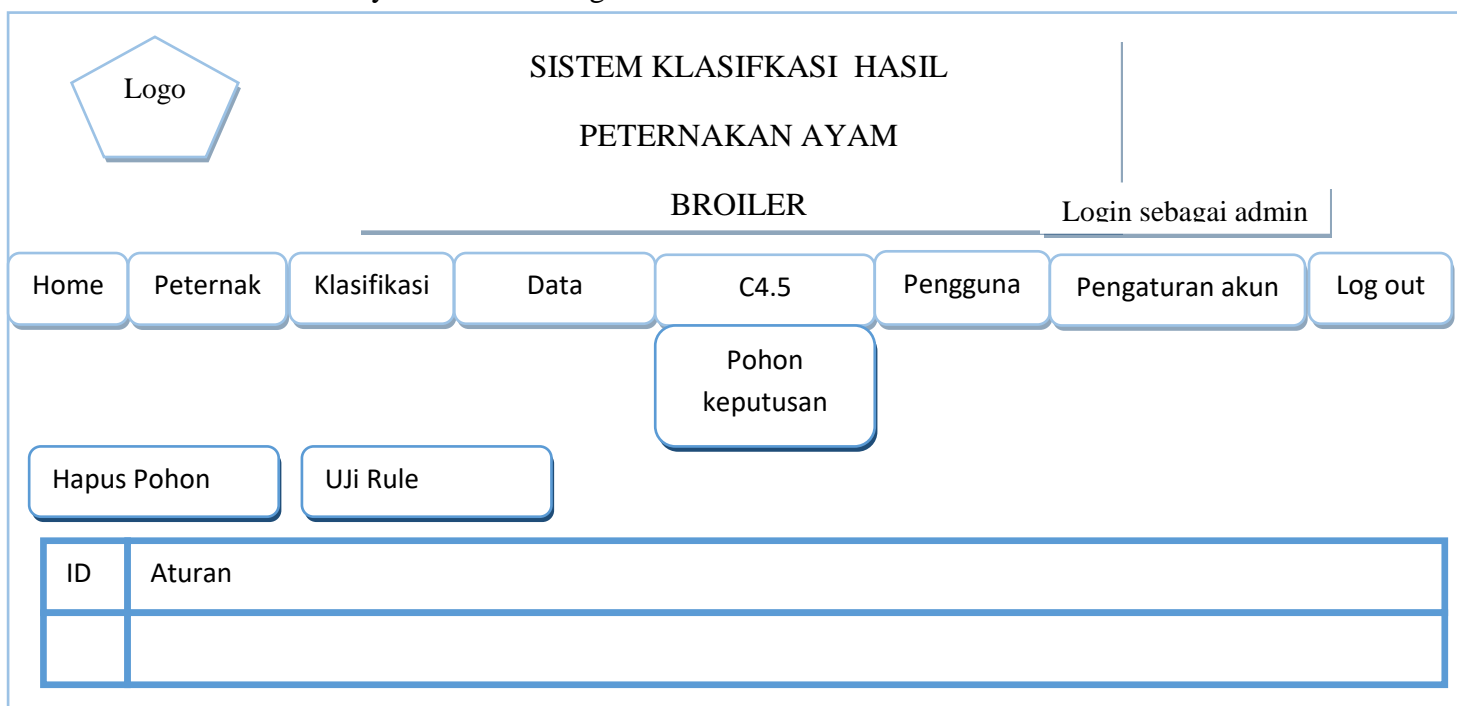 Logo
SISTEM KLASIFKASI HASIL
PETERNAKAN AYAM
BROILER
Login sebagai admin
Home Peternak Klasifikasi Data C4.5 Pengguna Pengaturan akun Log out
Pohon
keputusan
Hapus Pohon UJi Rule
ID Aturan